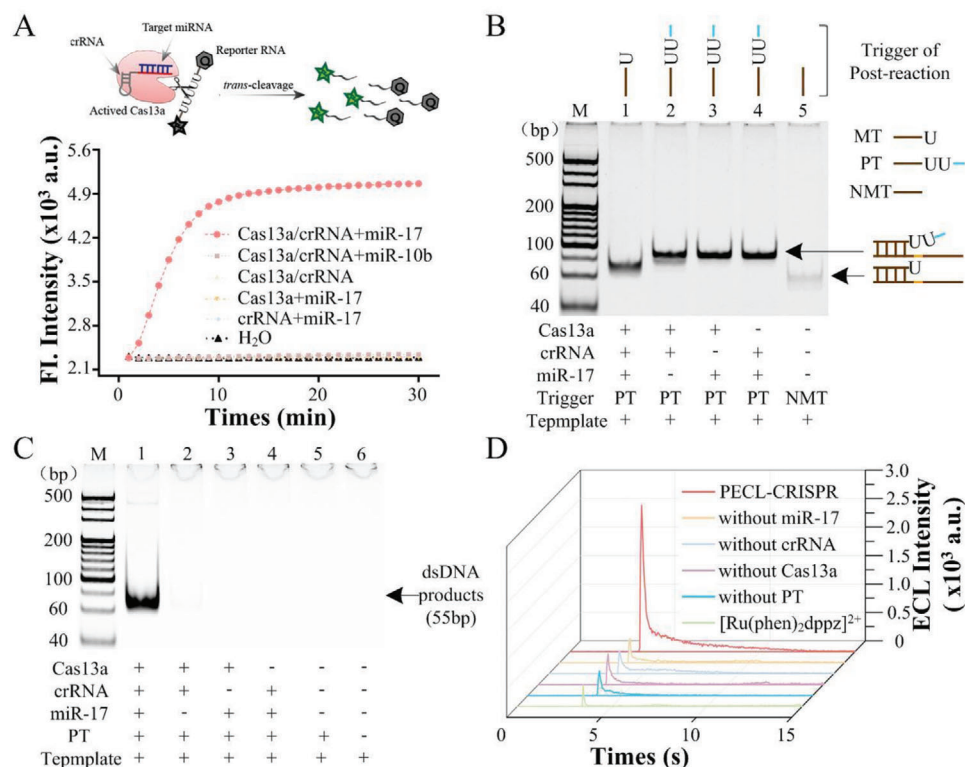 A
Target miRNA
crRNA
Reporter RNA
trans-cleavage
UUUUU
Actived Cas13a
FI. Intensity (x10³ a.u.)
5.6
4.9
4.2
3.5
2.8
2.1
Cas13a/crRNA+miR-17
Cas13a/crRNA+miR-10b
Cas13a/crRNA
Cas13a+miR-17
crRNA+miR-17
H₂O
0 10 20 30
Times (min)
B
U UU UU UU
Trigger of
Post-reaction
M 1 2 3 4 5
(bp)
500
200
100
60
40
MT U
PT UU
NMT
UU
U
Cas13a + + + - -
crRNA + + - + -
miR-17 + - + + -
Trigger PT PT PT PT NMT
Tepmplate + + + + +
C
M 1 2 3 4 5 6
(bp)
500
200
100
60
40
dsDNA
products
(55bp)
Cas13a + + + - - -
crRNA + + - + - -
miR-17 + - + + - -
PT + + + + + -
Tepmplate + + + + + +
D
PECL-CRISPR
without miR-17
without crRNA
without Cas13a
without PT
[Ru(phen)₂dppz]²⁺
3.0
2.5
2.0
1.5
1.0
0.5
0
ECL Intensity
( x10³ a.u.)
0 5 10 15
Times (s)